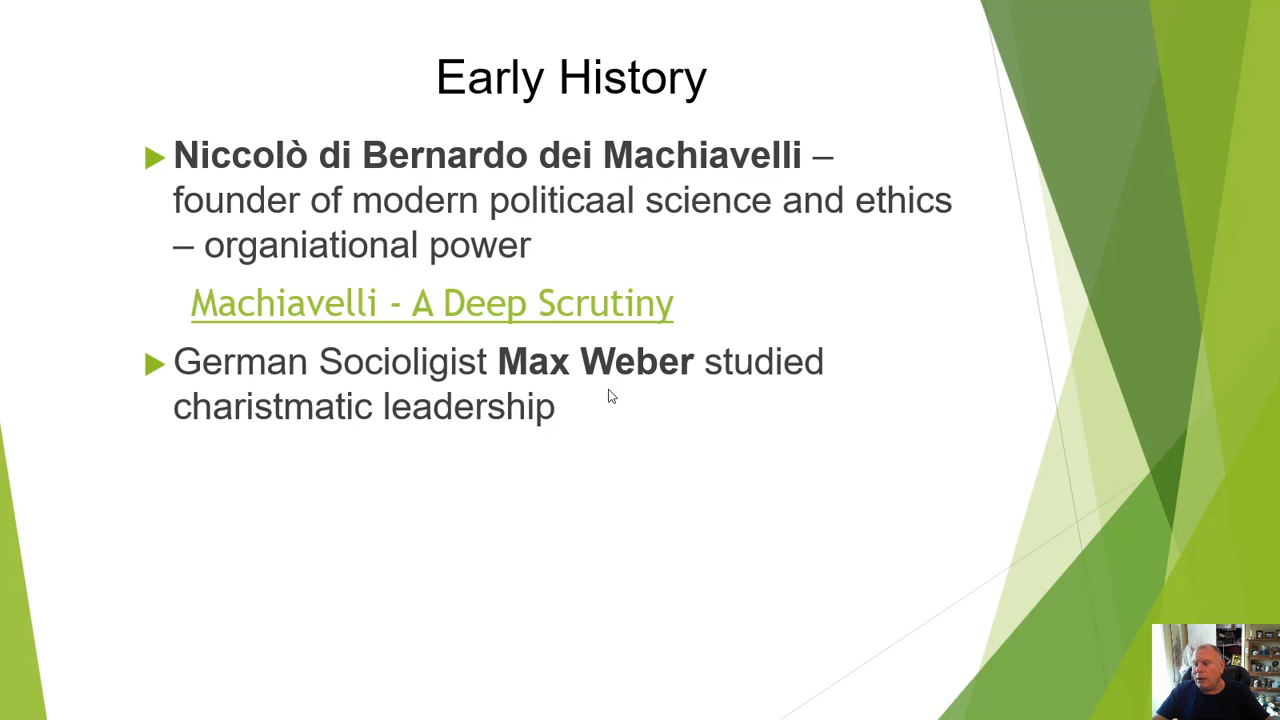 Early History
Niccolò di Bernardo dei Machiavelli –
founder of modern politicaal science and ethics
– organiational power
Machiavelli - A Deep Scrutiny
German Socioligist Max Weber studied
charistmatic leadership